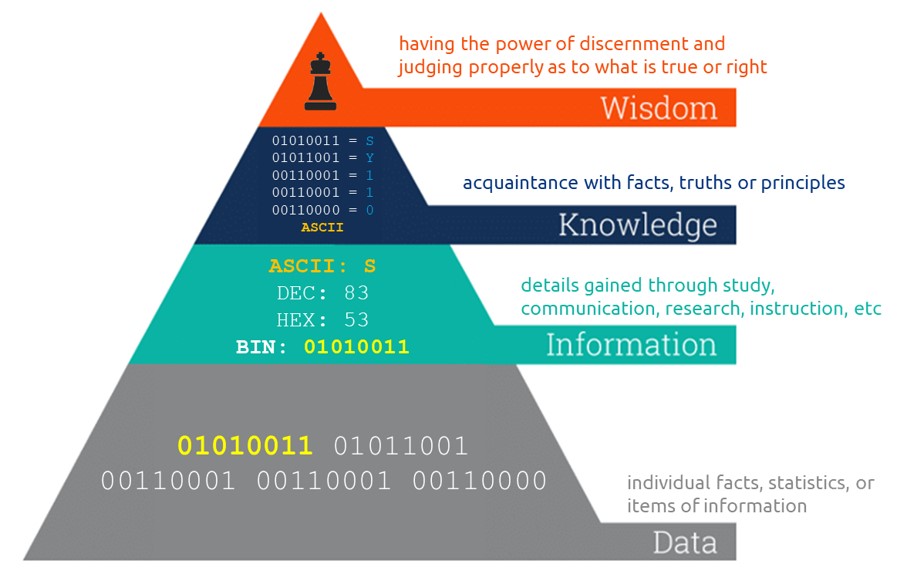 having the power of discernment and
judging properly as to what is true or right
Wisdom
01010011 = S
01011001 = Y
00110001 = 1
00110001 = 1
00110000 = 0
ASCII
acquaintance with facts, truths or principles
Knowledge
ASCII: S
DEC: 83
HEX: 53
BIN: 01010011
details gained through study,
communication, research, instruction, etc
Information
01010011 01011001
00110001 00110001 00110000
individual facts, statistics, or
items of information
Data